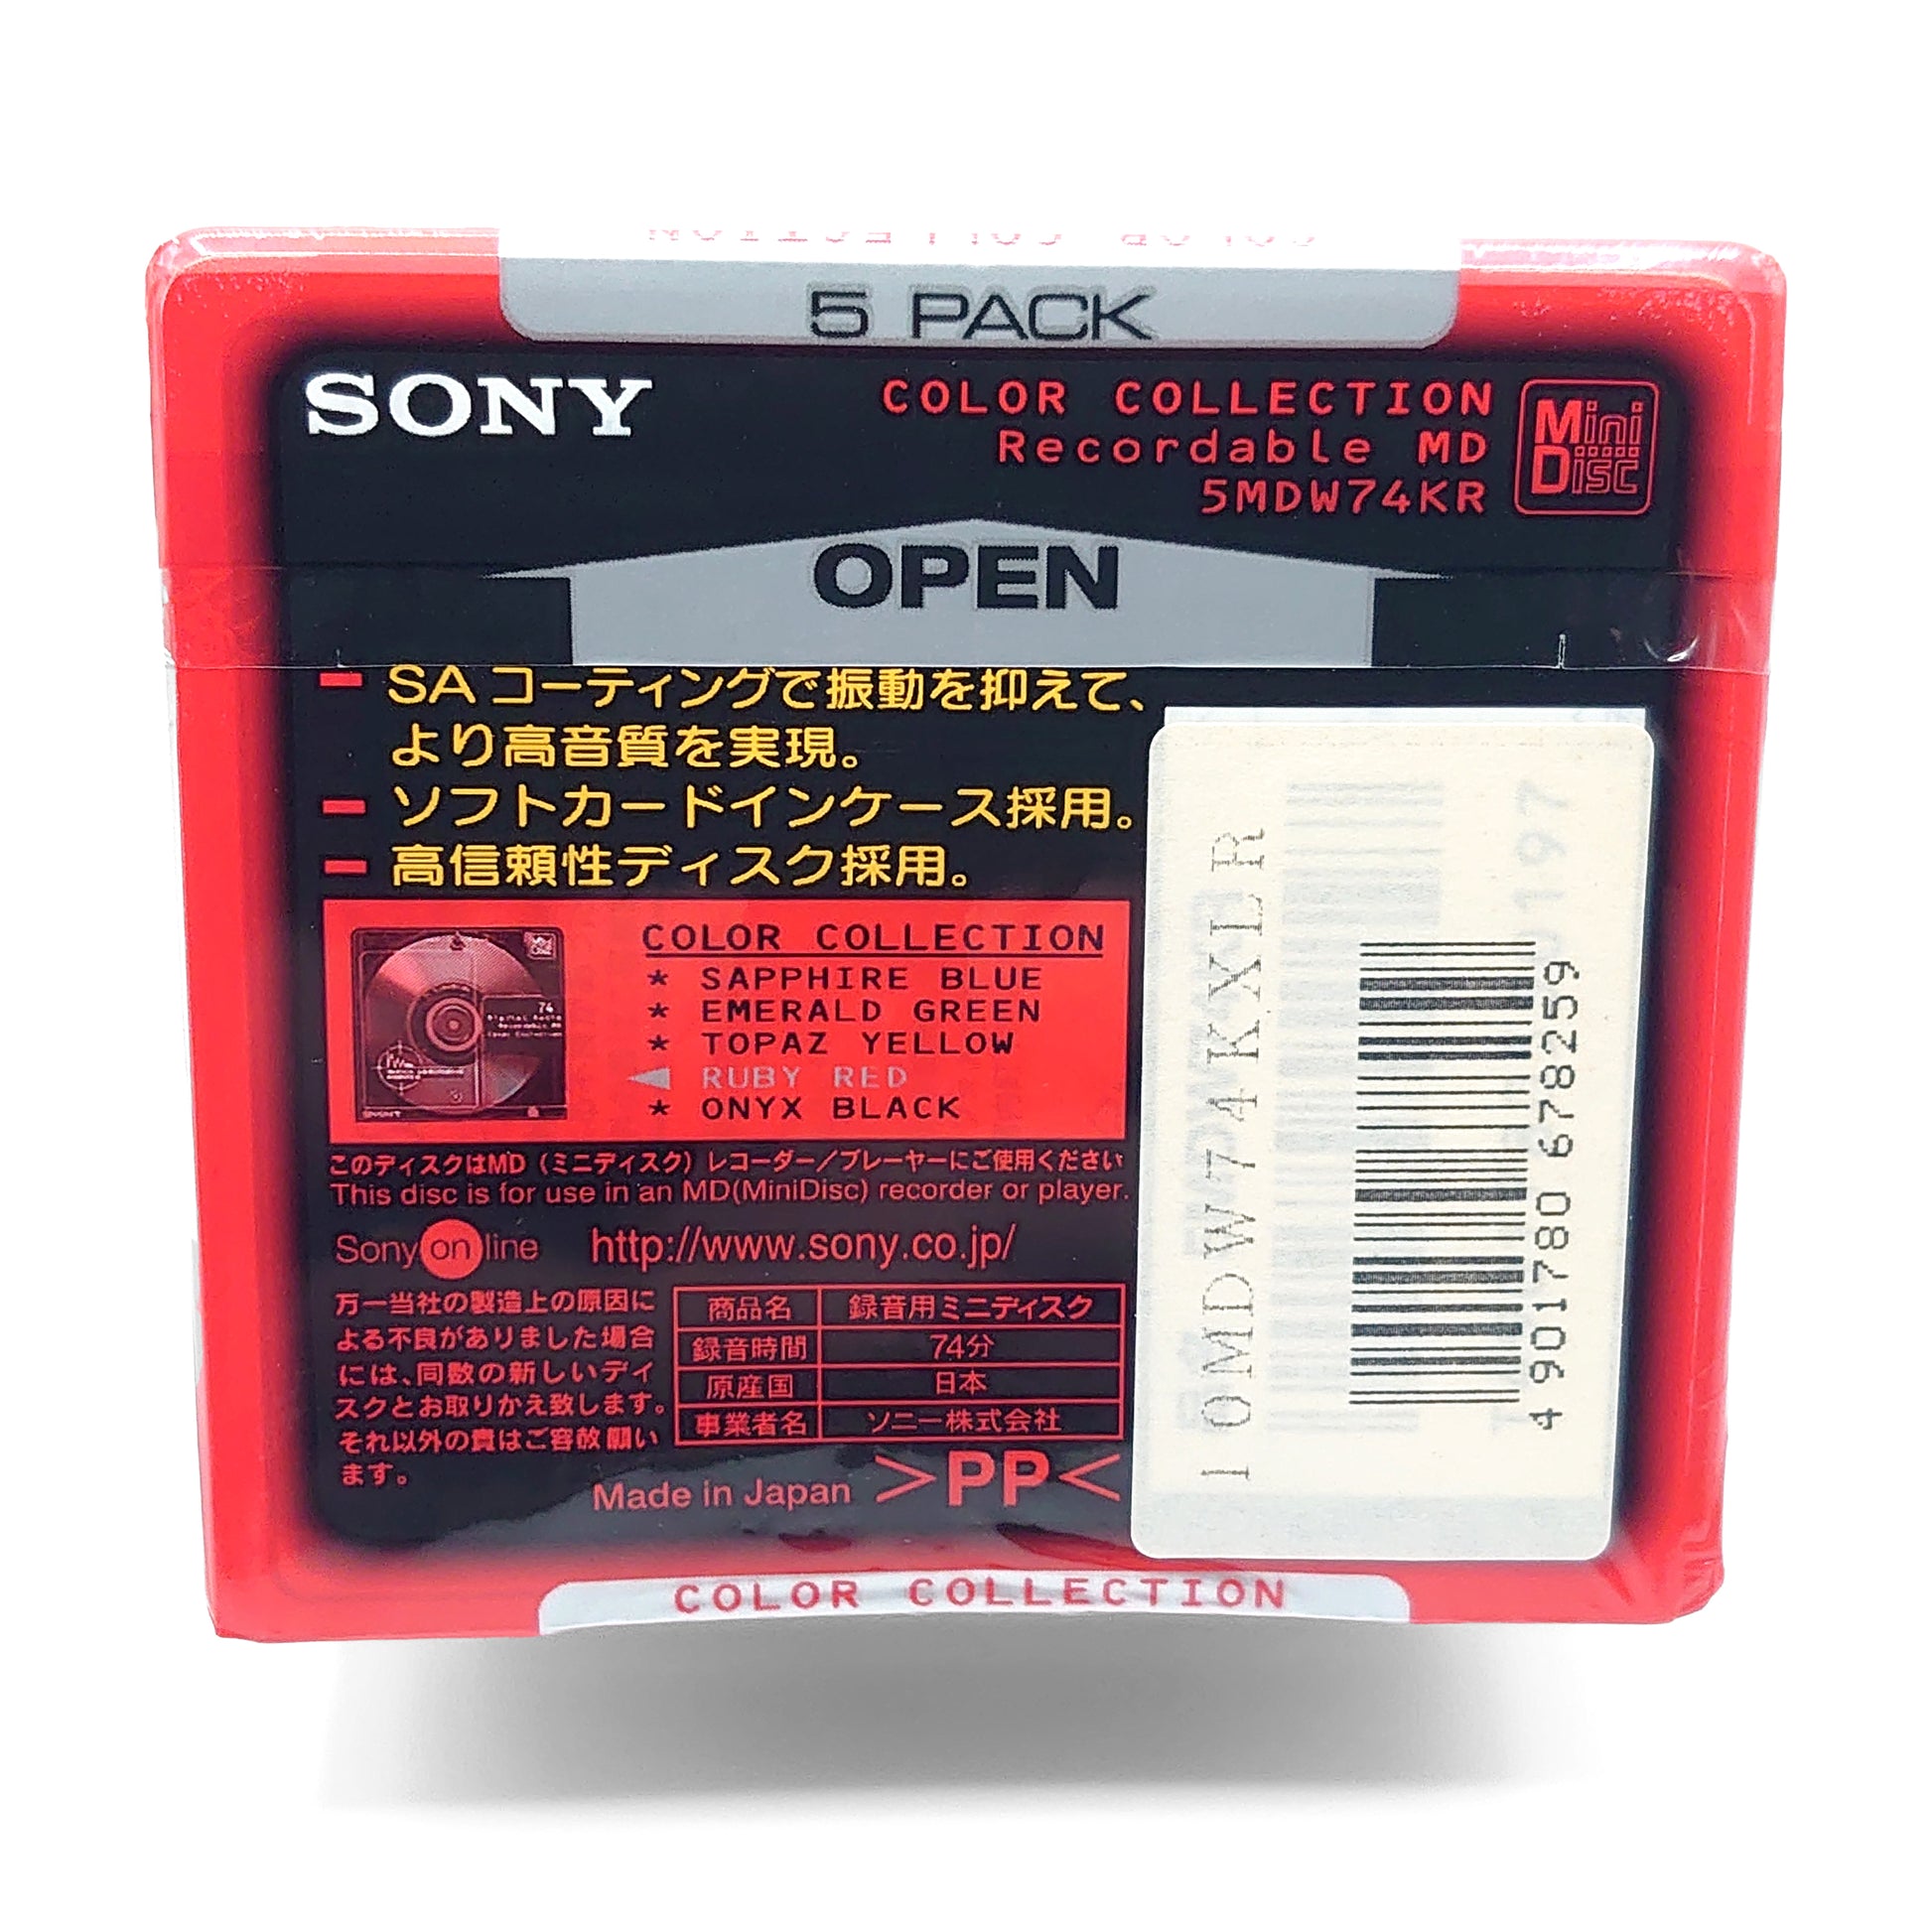 COLOR COLLECTION
5 PACK
SONY
COLOR COLLECTION
Recordable MD
5MDW74KR
Mini
Disc
OPEN
SAコーティングで振動を抑えて、
より高音質を実現。
ソフトカードインケース採用。
高信頼性ディスク採用。
COLOR COLLECTION
* SAPPHIRE BLUE
* EMERALD GREEN
* TOPAZ YELLOW
RUBY RED
* ONYX BLACK
74
SONY
このディスクはMD（ミニディスク）レコーダー／プレーヤーにご使用ください
This disc is for use in an MD(MiniDisc) recorder or player.
Sony on line http://www.sony.co.jp/
万一当社の製造上の原因に
よる不良がありました場合
には、同数の新しいディ
スクとお取りかえ致します。
それ以外の責はご容赦願い
ます。
商品名 録音用ミニディスク
録音時間 74分
原産国 日本
事業者名 ソニー株式会社
Made in Japan >PP<
10MDW74KXLR
4901780 678259
COLOR COLLECTION